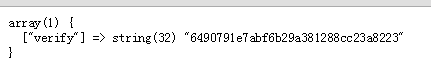 array(1) {
  ["verify"] => string(32) "6490791e7abf6b29a381288cc23a8223"
}